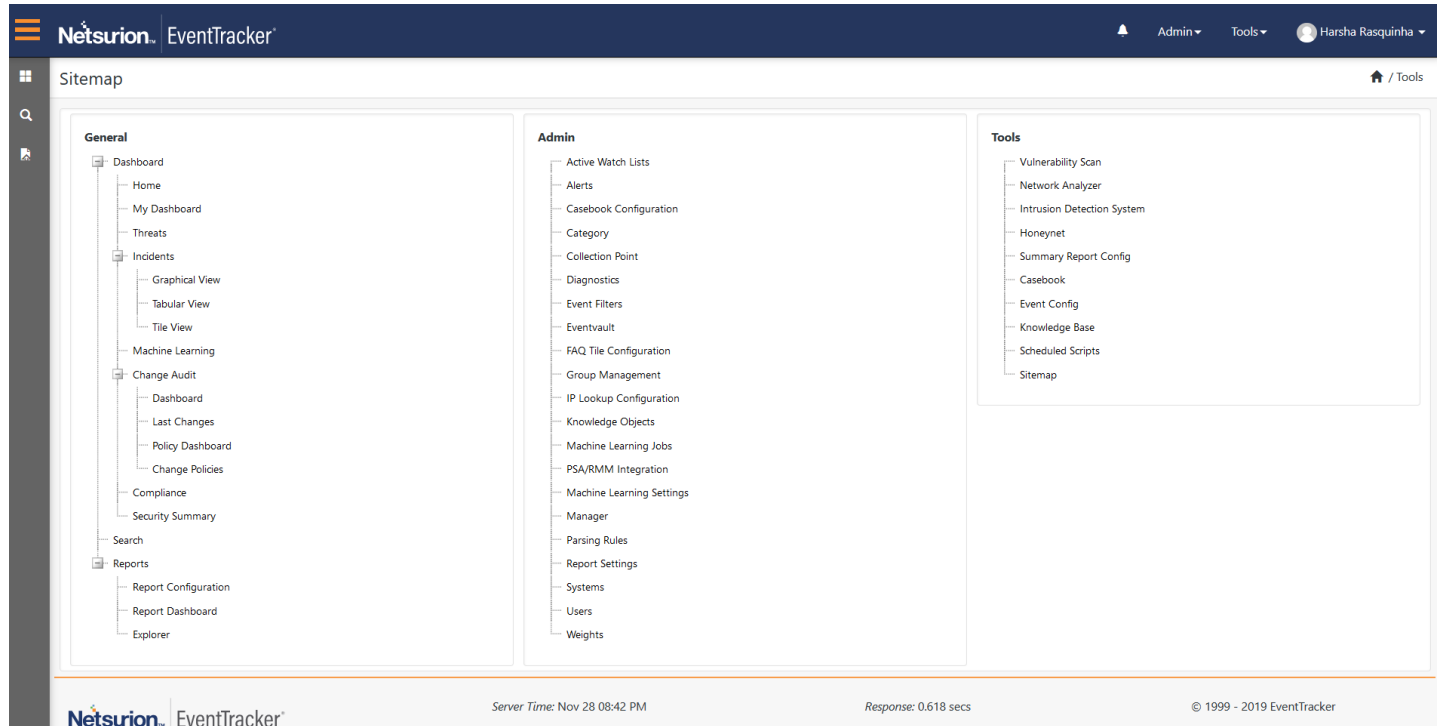 Netsurion™ EventTracker®
Admin
Tools
Harsha Rasquinha
Sitemap
/ Tools
General
Dashboard
Home
My Dashboard
Threats
Incidents
Graphical View
Tabular View
Tile View
Machine Learning
Change Audit
Dashboard
Last Changes
Policy Dashboard
Change Policies
Compliance
Security Summary
Search
Reports
Report Configuration
Report Dashboard
Explorer
Admin
Active Watch Lists
Alerts
Casebook Configuration
Category
Collection Point
Diagnostics
Event Filters
Eventvault
FAQ Tile Configuration
Group Management
IP Lookup Configuration
Knowledge Objects
Machine Learning Jobs
PSA/RMM Integration
Machine Learning Settings
Manager
Parsing Rules
Report Settings
Systems
Users
Weights
Tools
Vulnerability Scan
Network Analyzer
Intrusion Detection System
Honeynet
Summary Report Config
Casebook
Event Config
Knowledge Base
Scheduled Scripts
Sitemap
Netsurion™ EventTracker®
Server Time: Nov 28 08:42 PM
Response: 0.618 secs
© 1999 - 2019 EventTracker